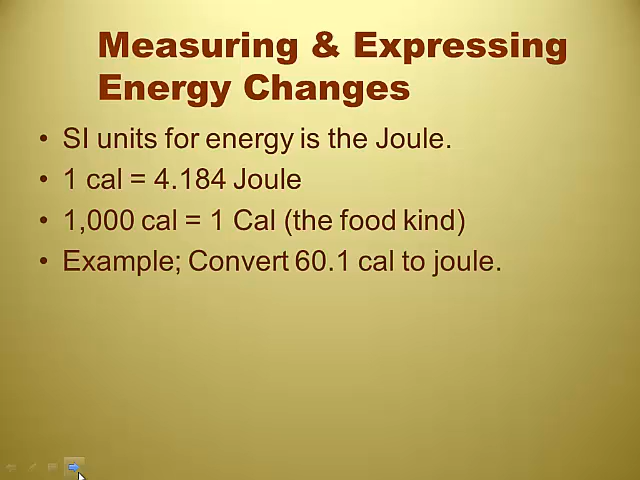 Measuring & Expressing
Energy Changes
• SI units for energy is the Joule.
• 1 cal = 4.184 Joule
• 1,000 cal = 1 Cal (the food kind)
• Example; Convert 60.1 cal to joule.